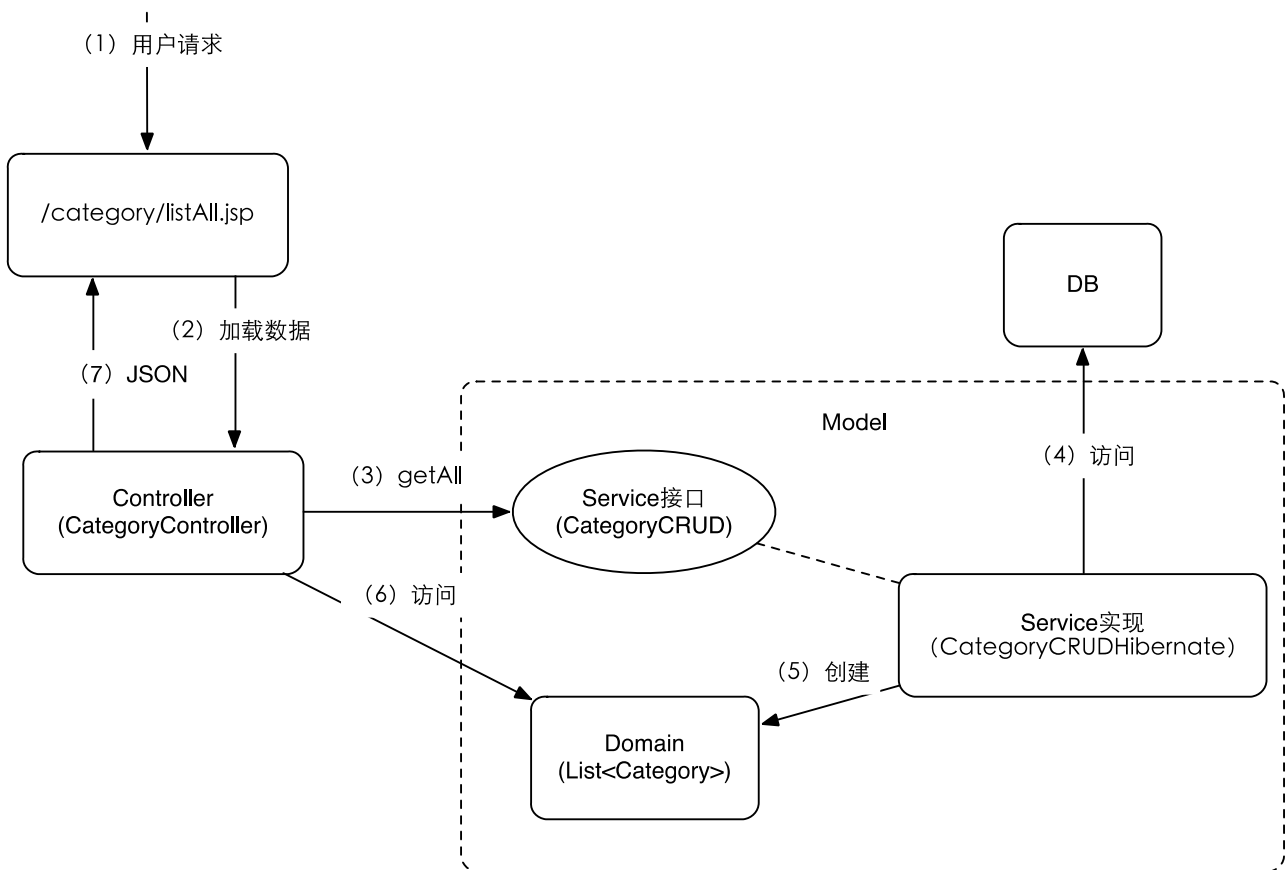 （1）用户请求
/category/listAll.jsp
DB
（2）加载数据
（7）JSON
Model
（4）访问
（3）getAll
Service接口
(CategoryCRUD)
Controller
(CategoryController)
（6）访问
Service实现
（CategoryCRUDHibernate）
（5）创建
Domain
(List<Category>)